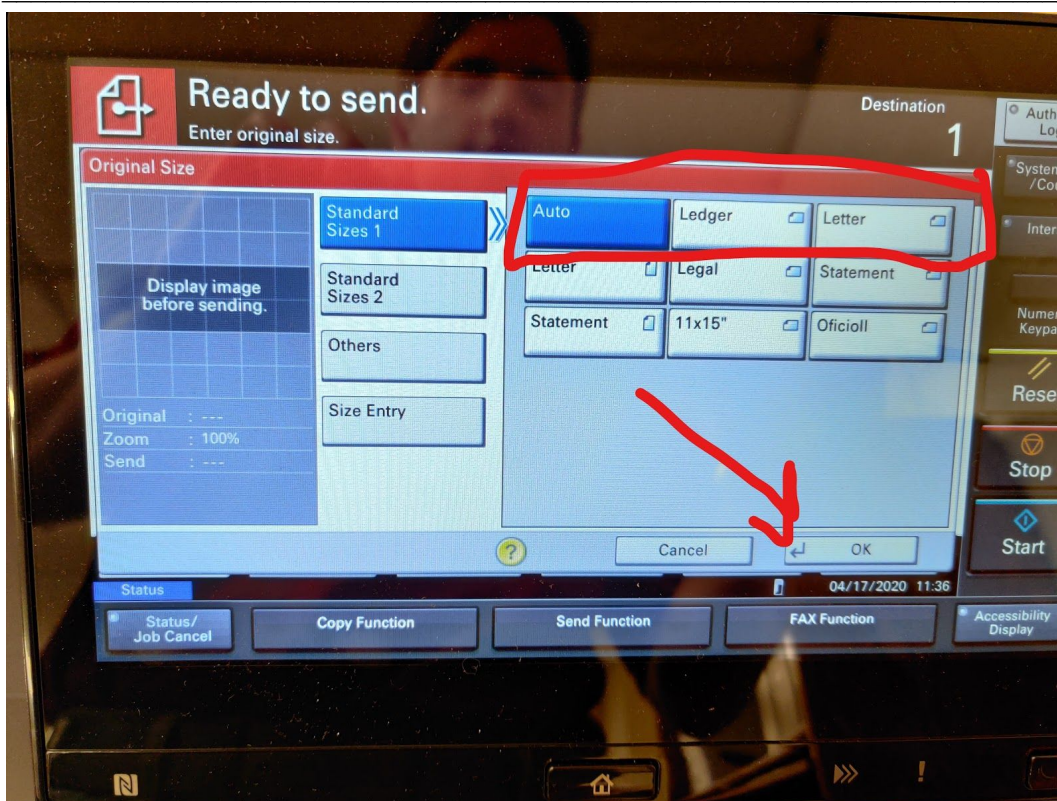 Ready to send.
Enter original size.
Destination
1
Original Size
Display image
before sending.
Original : ---
Zoom : 100%
Send : ---
Standard
Sizes 1
Standard
Sizes 2
Others
Size Entry
Auto
Ledger
Letter
Letter
Legal
Statement
Statement
11x15"
OficioII
?
Cancel
OK
Status
04/17/2020 11:36
Status/
Job Cancel
Copy Function
Send Function
FAX Function
Accessibility
Display
Reset
Stop
Start